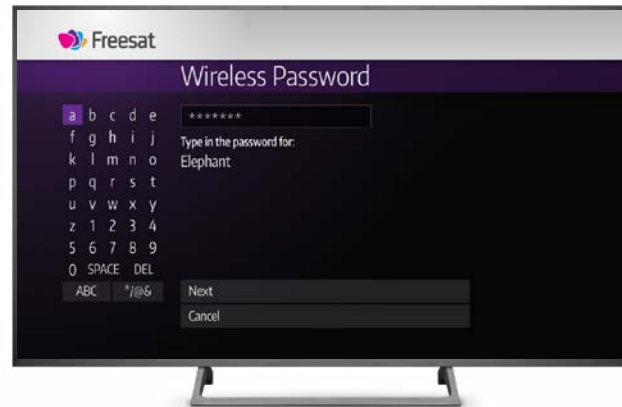 Freesat
Wireless Password
a b c d e
*******
f g h i j
Type in the password for:
k l m n o
Elephant
p q r s t
u v w x y
z 1 2 3 4
5 6 7 8 9
0 SPACE DEL
ABC */@&
Next
Cancel